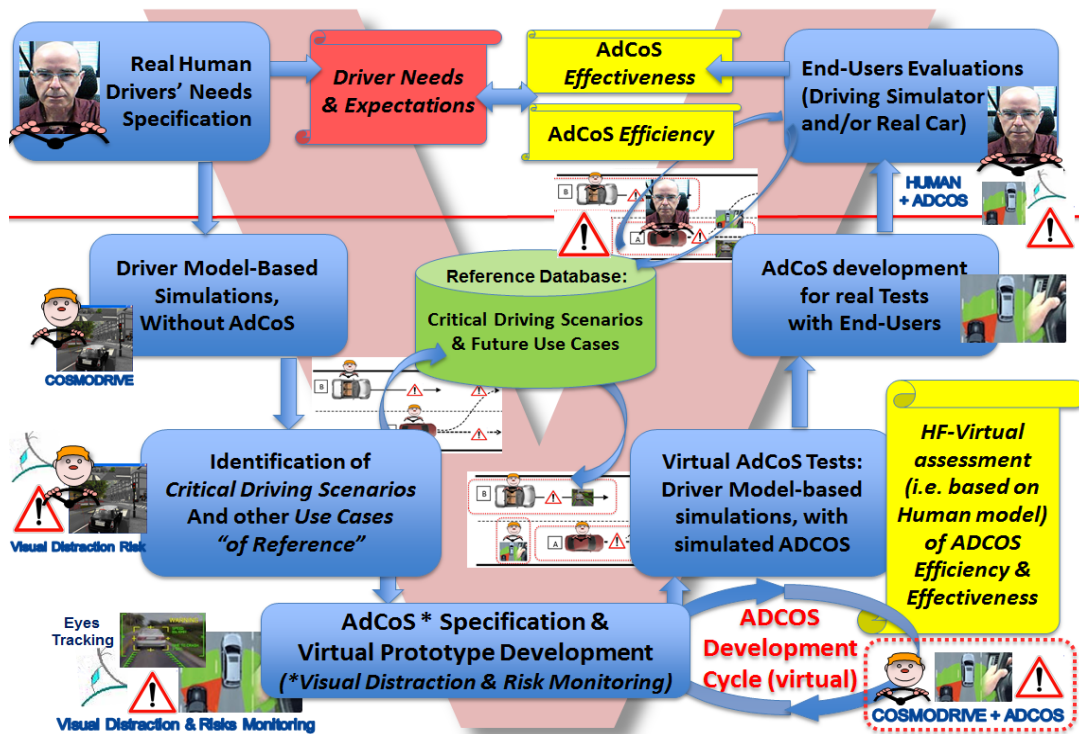 Real Human
Drivers' Needs
Specification
Driver Needs
& Expectations
AdCoS
Effectiveness
AdCoS Efficiency
End-Users Evaluations
(Driving Simulator
and/or Real Car)
HUMAN
+ ADCOS
B
A
Driver Model-Based
Simulations,
Without AdCoS
COSMODRIVE
Reference Database:
Critical Driving Scenarios
& Future Use Cases
AdCoS development
for real Tests
with End-Users
B
Identification of
Critical Driving Scenarios
And other Use Cases
"of Reference"
Visual Distraction Risk
B
A
Virtual AdCoS Tests:
Driver Model-based
simulations, with
simulated ADCOS
HF-Virtual
assessment
(i.e. based on
Human model)
of ADCOS
Efficiency &
Effectiveness
Eyes
Tracking
WARNING
Visual Distraction & Risks Monitoring
AdCoS * Specification &
Virtual Prototype Development
(*Visual Distraction & Risk Monitoring)
ADCOS
Development
Cycle (virtual)
COSMODRIVE + ADCOS